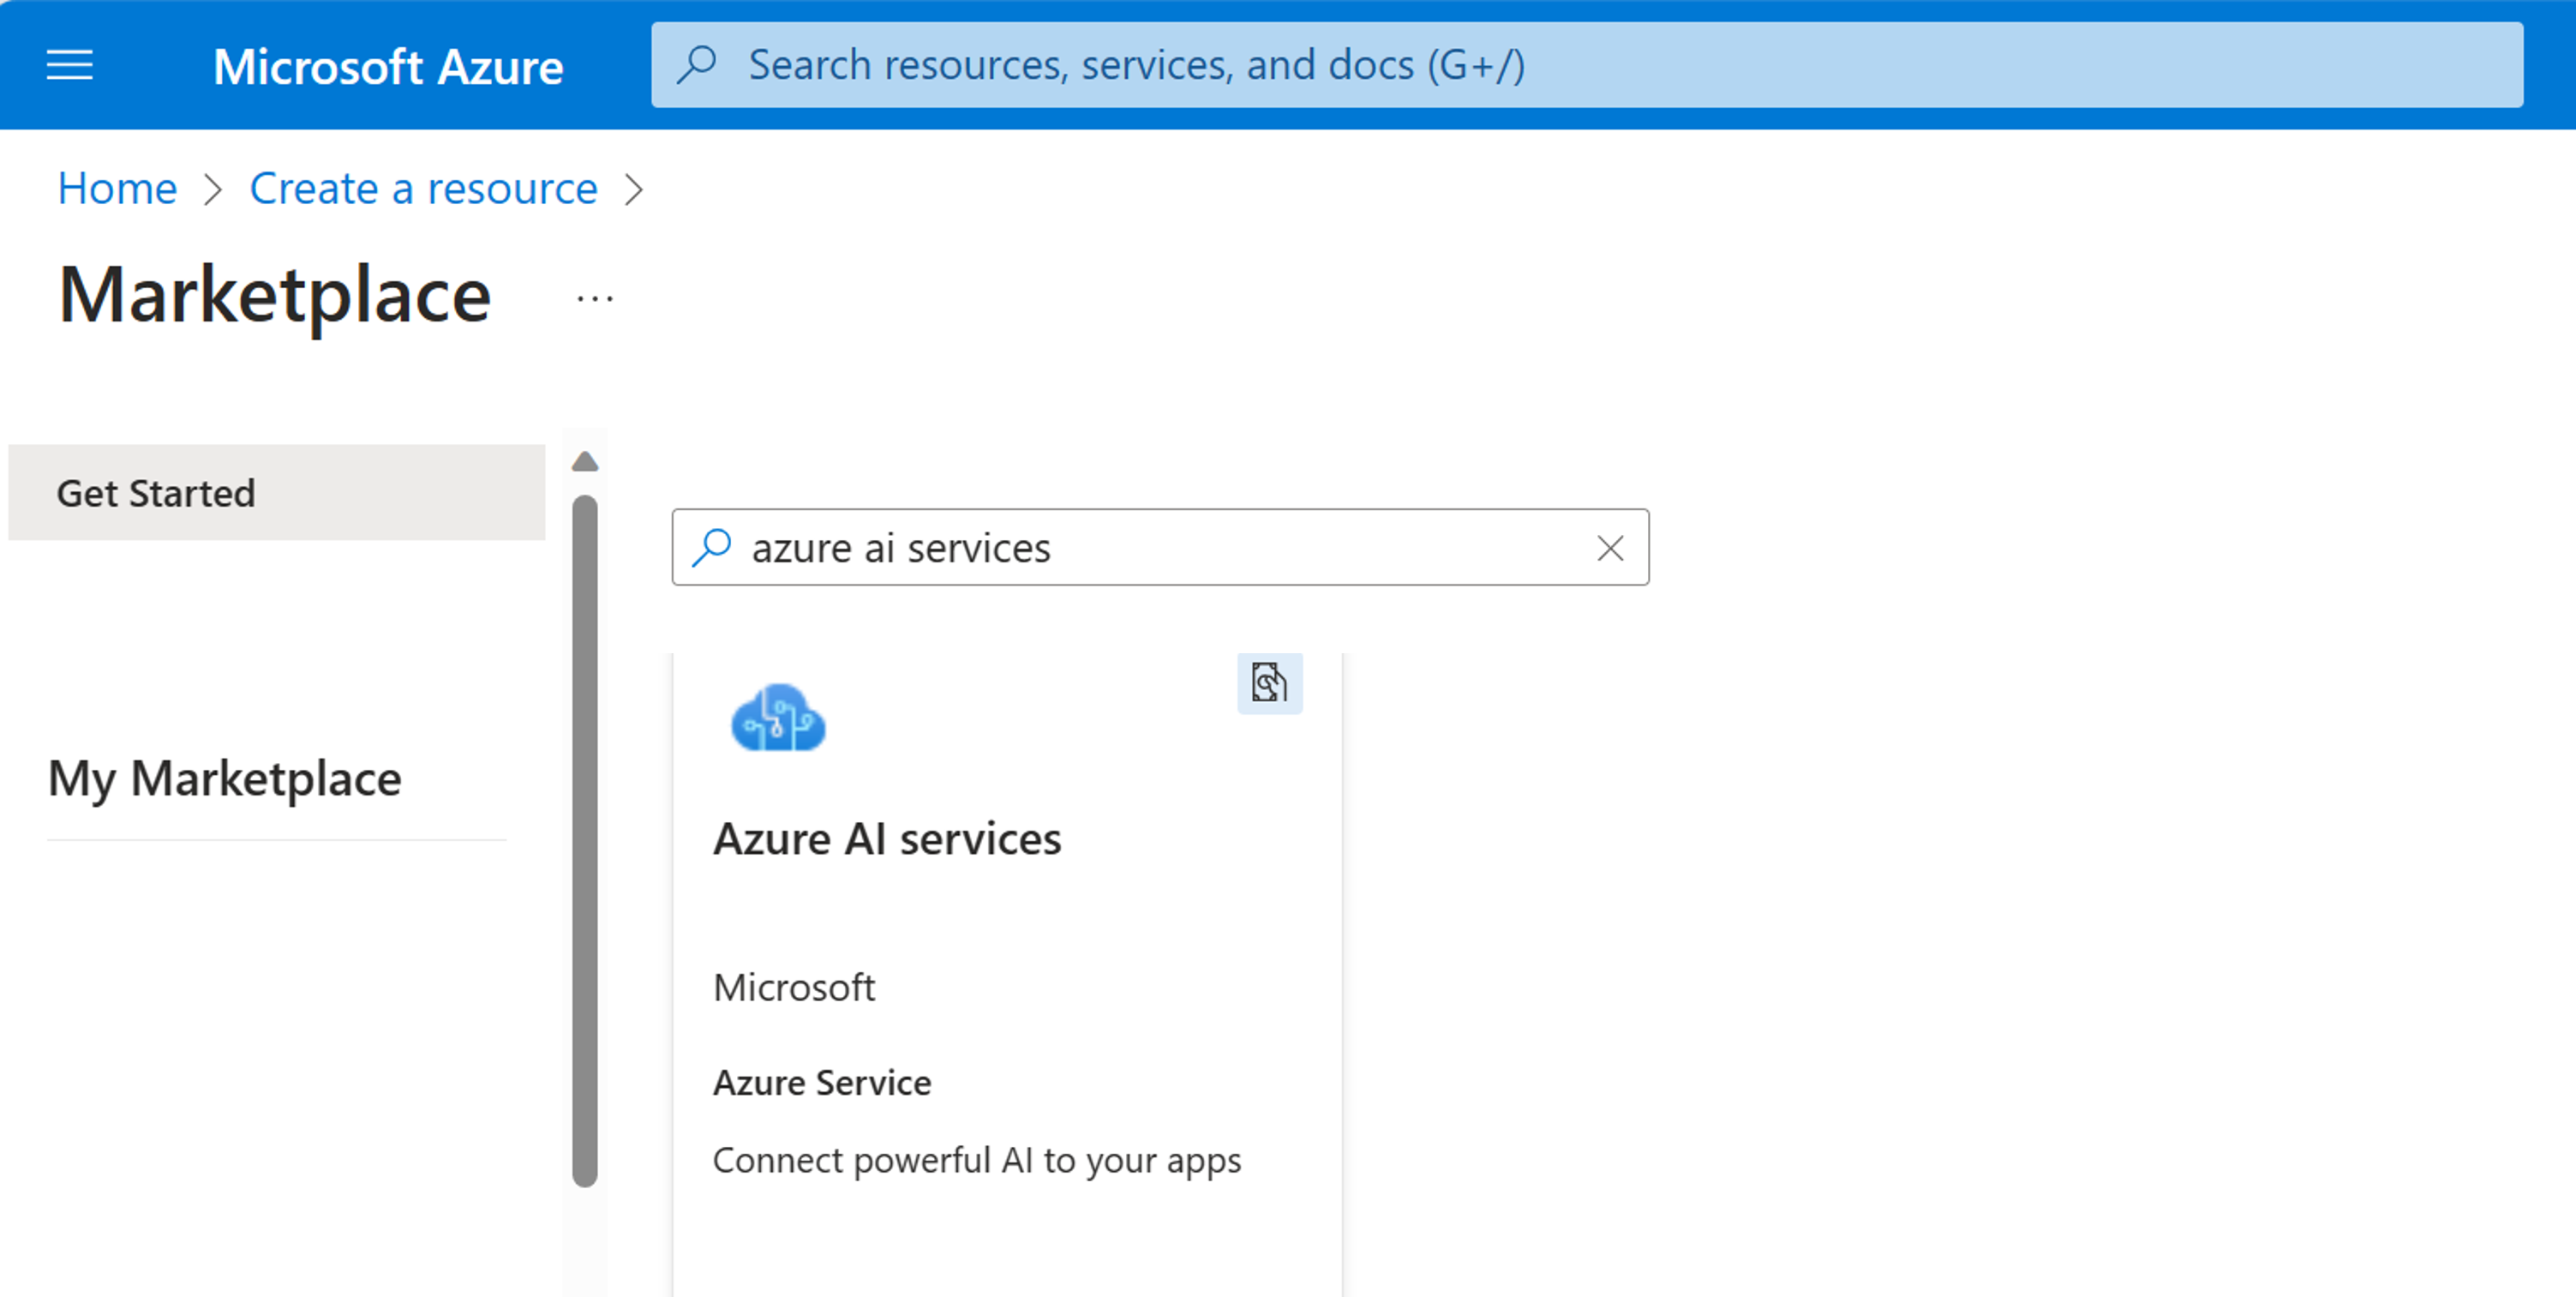 Microsoft Azure
Search resources, services, and docs (G+/)
Home > Create a resource >
Marketplace ...
Get Started
azure ai services
My Marketplace
Azure AI services
Microsoft
Azure Service
Connect powerful AI to your apps